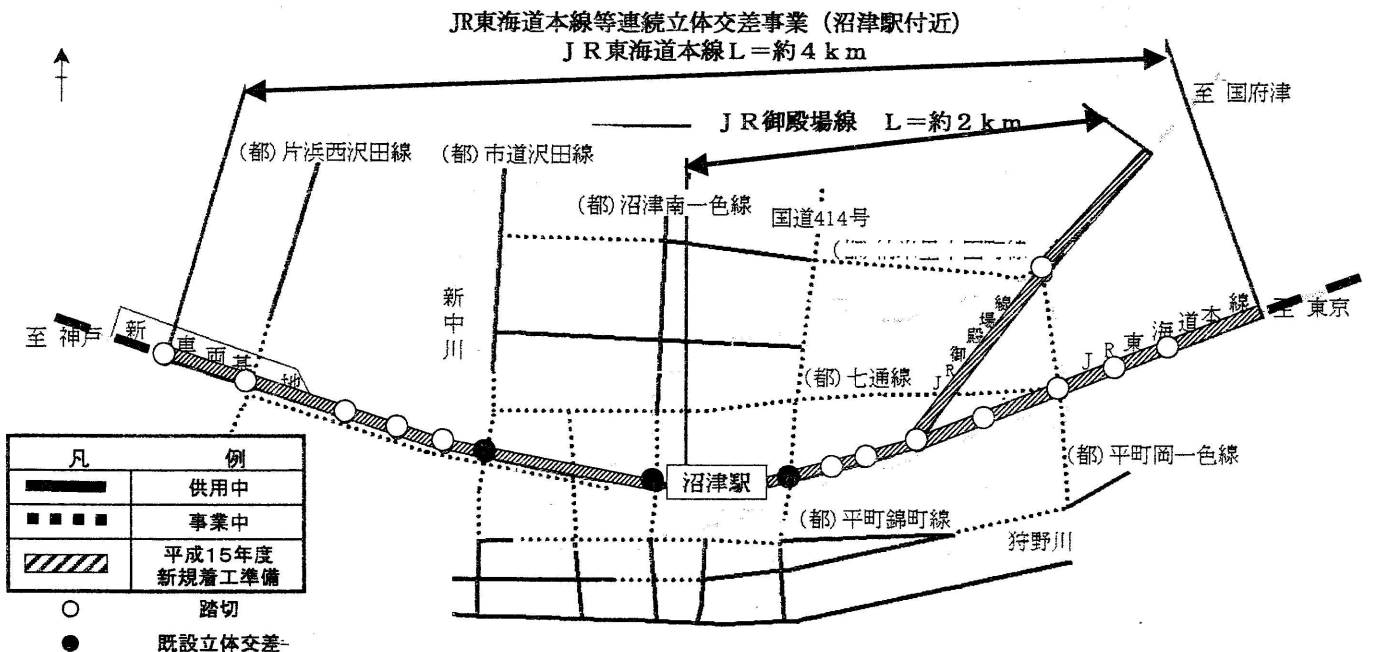 JR東海道本線等連続立体交差事業（沼津駅付近）
ＪＲ東海道本線Ｌ＝約４ｋｍ
至 国府津
ＪＲ御殿場線　Ｌ＝約２ｋｍ
(都)片浜西沢田線
(都)市道沢田線
(都)沼津南一色線
国道414号
新中川
JR御殿場線
JR東海道本線
至 東京
至 神戸
新車両基地
(都)七通線
沼津駅
(都)平町岡一色線
(都)平町錦町線
狩野川
凡　例
供用中
事業中
平成15年度
新規着工準備
踏切
既設立体交差